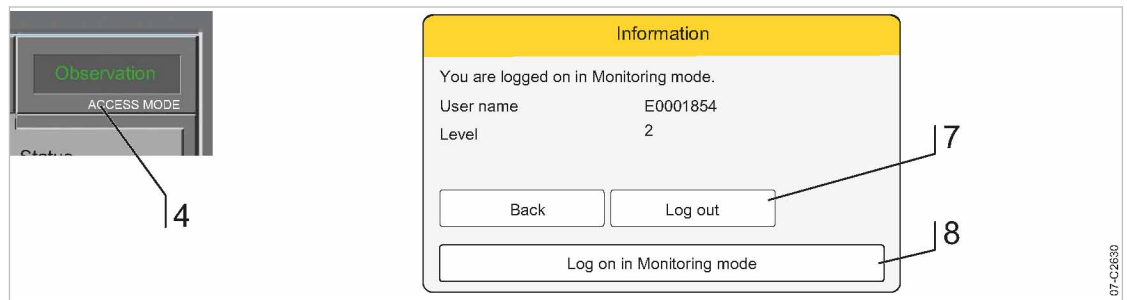 Observation
ACCESS MODE
Status
4
Information
You are logged on in Monitoring mode.
User name E0001854
Level 2
7
Back Log out
8
Log on in Monitoring mode
07-C2630